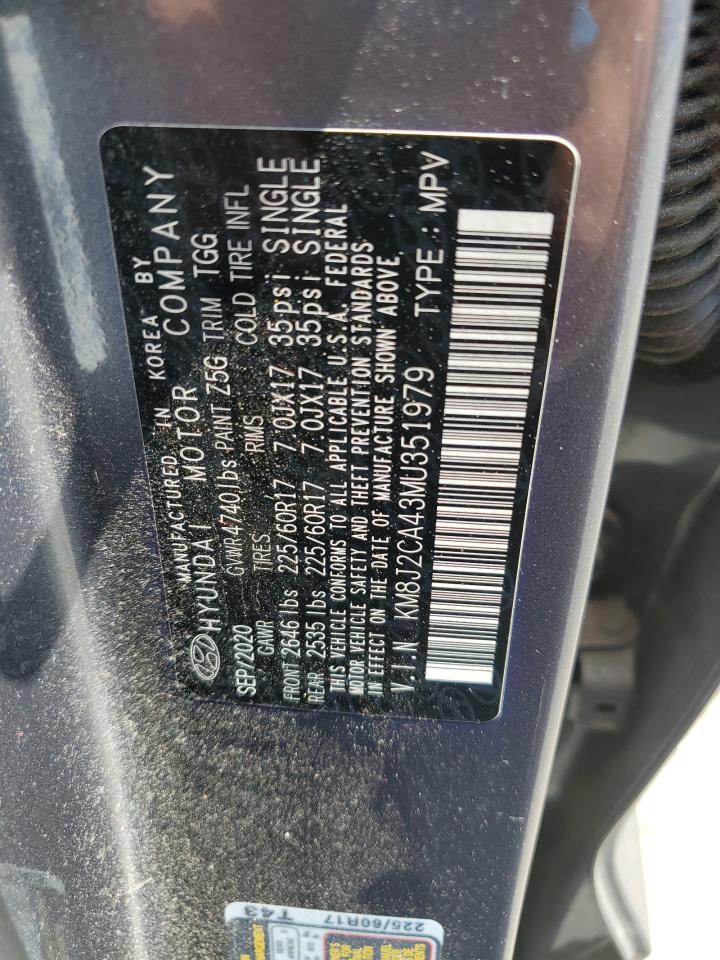 MANUFACTURED IN KOREA BY
HYUNDAI MOTOR COMPANY
SEP/2020 GVWR 4740 lbs PAINT Z5G TRIM TGG
GAWR TIRES RIMS COLD TIRE INFL
FRONT 2646 lbs 225/60R17 7.0JX17 35psi SINGLE
REAR 2535 lbs 225/60R17 7.0JX17 35psi SINGLE
THIS VEHICLE CONFORMS TO ALL APPLICABLE U.S.A. FEDERAL
MOTOR VEHICLE SAFETY AND THEFT PREVENTION STANDARDS
IN EFFECT ON THE DATE OF MANUFACTURE SHOWN ABOVE.
V.I.N KM8J2CA43MU351979 TYPE : MPV
225/60R17
T43